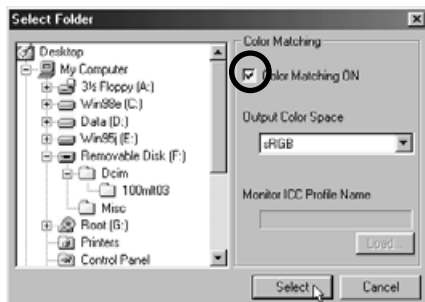 Select Folder
Desktop
My Computer
3½ Floppy (A:)
Win98e (C:)
Data (D:)
Win95j (E:)
Removable Disk (F:)
Dcim
100mlt03
Misc
Root (G:)
Printers
Control Panel
Color Matching
Color Matching ON
Output Color Space
sRGB
Monitor ICC Profile Name
Load...
Select
Cancel